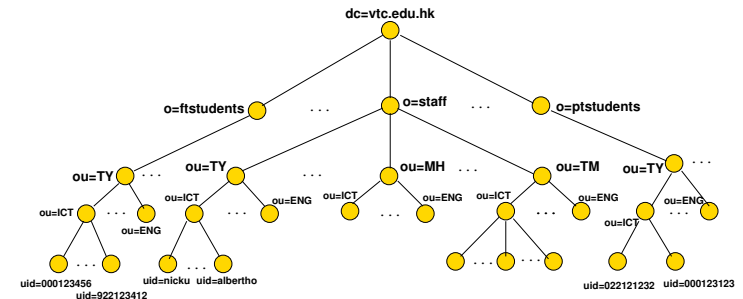 dc=vtc.edu.hk
o=ftstudents . . . o=staff . . . o=ptstudents
ou=TY . . . ou=TY . . . ou=MH . . . ou=TM ou=TY . . .
ou=ICT . . . ou=ENG ou=ICT . . . ou=ENG ou=ICT . . . ou=ENG ou=ICT . . . ou=ENG ou=ICT . . . ou=ENG
. . . . . . . . . . . . . . .
uid=000123456 uid=922123412 uid=nicku uid=albertho uid=022121232 uid=000123123